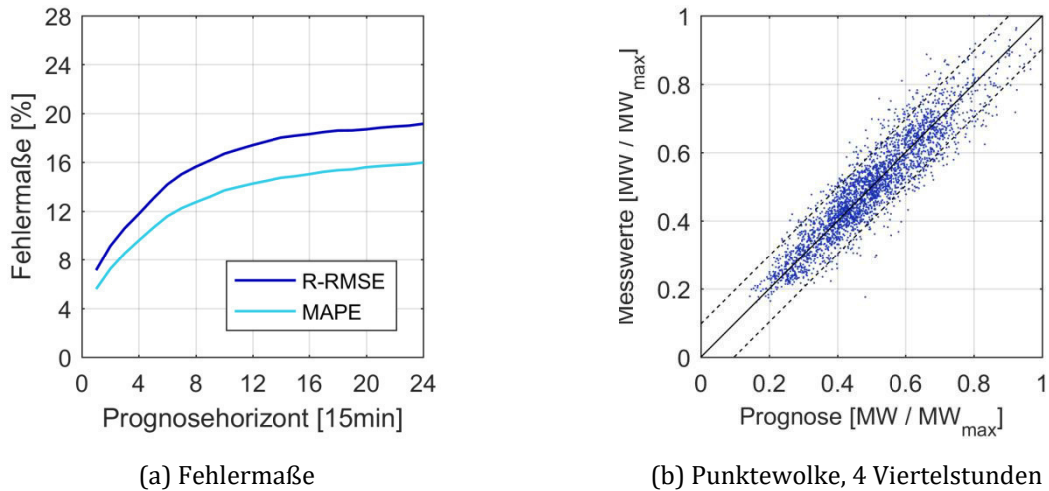 28
24
20
16
12
8
4
0
Fehlermaße [%]
R-RMSE
MAPE
0 4 8 12 16 20 24
Prognosehorizont [15min]
(a) Fehlermaße
1
0.8
0.6
0.4
0.2
0
Messwerte [MW / MW_max]
0 0.2 0.4 0.6 0.8 1
Prognose [MW / MW_max]
(b) Punktewolke, 4 Viertelstunden